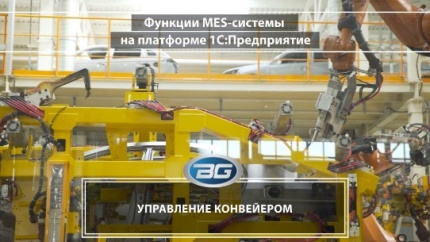 Функции MES-системы
на платформе 1С:Предприятие
BG
УПРАВЛЕНИЕ КОНВЕЙЕРОМ